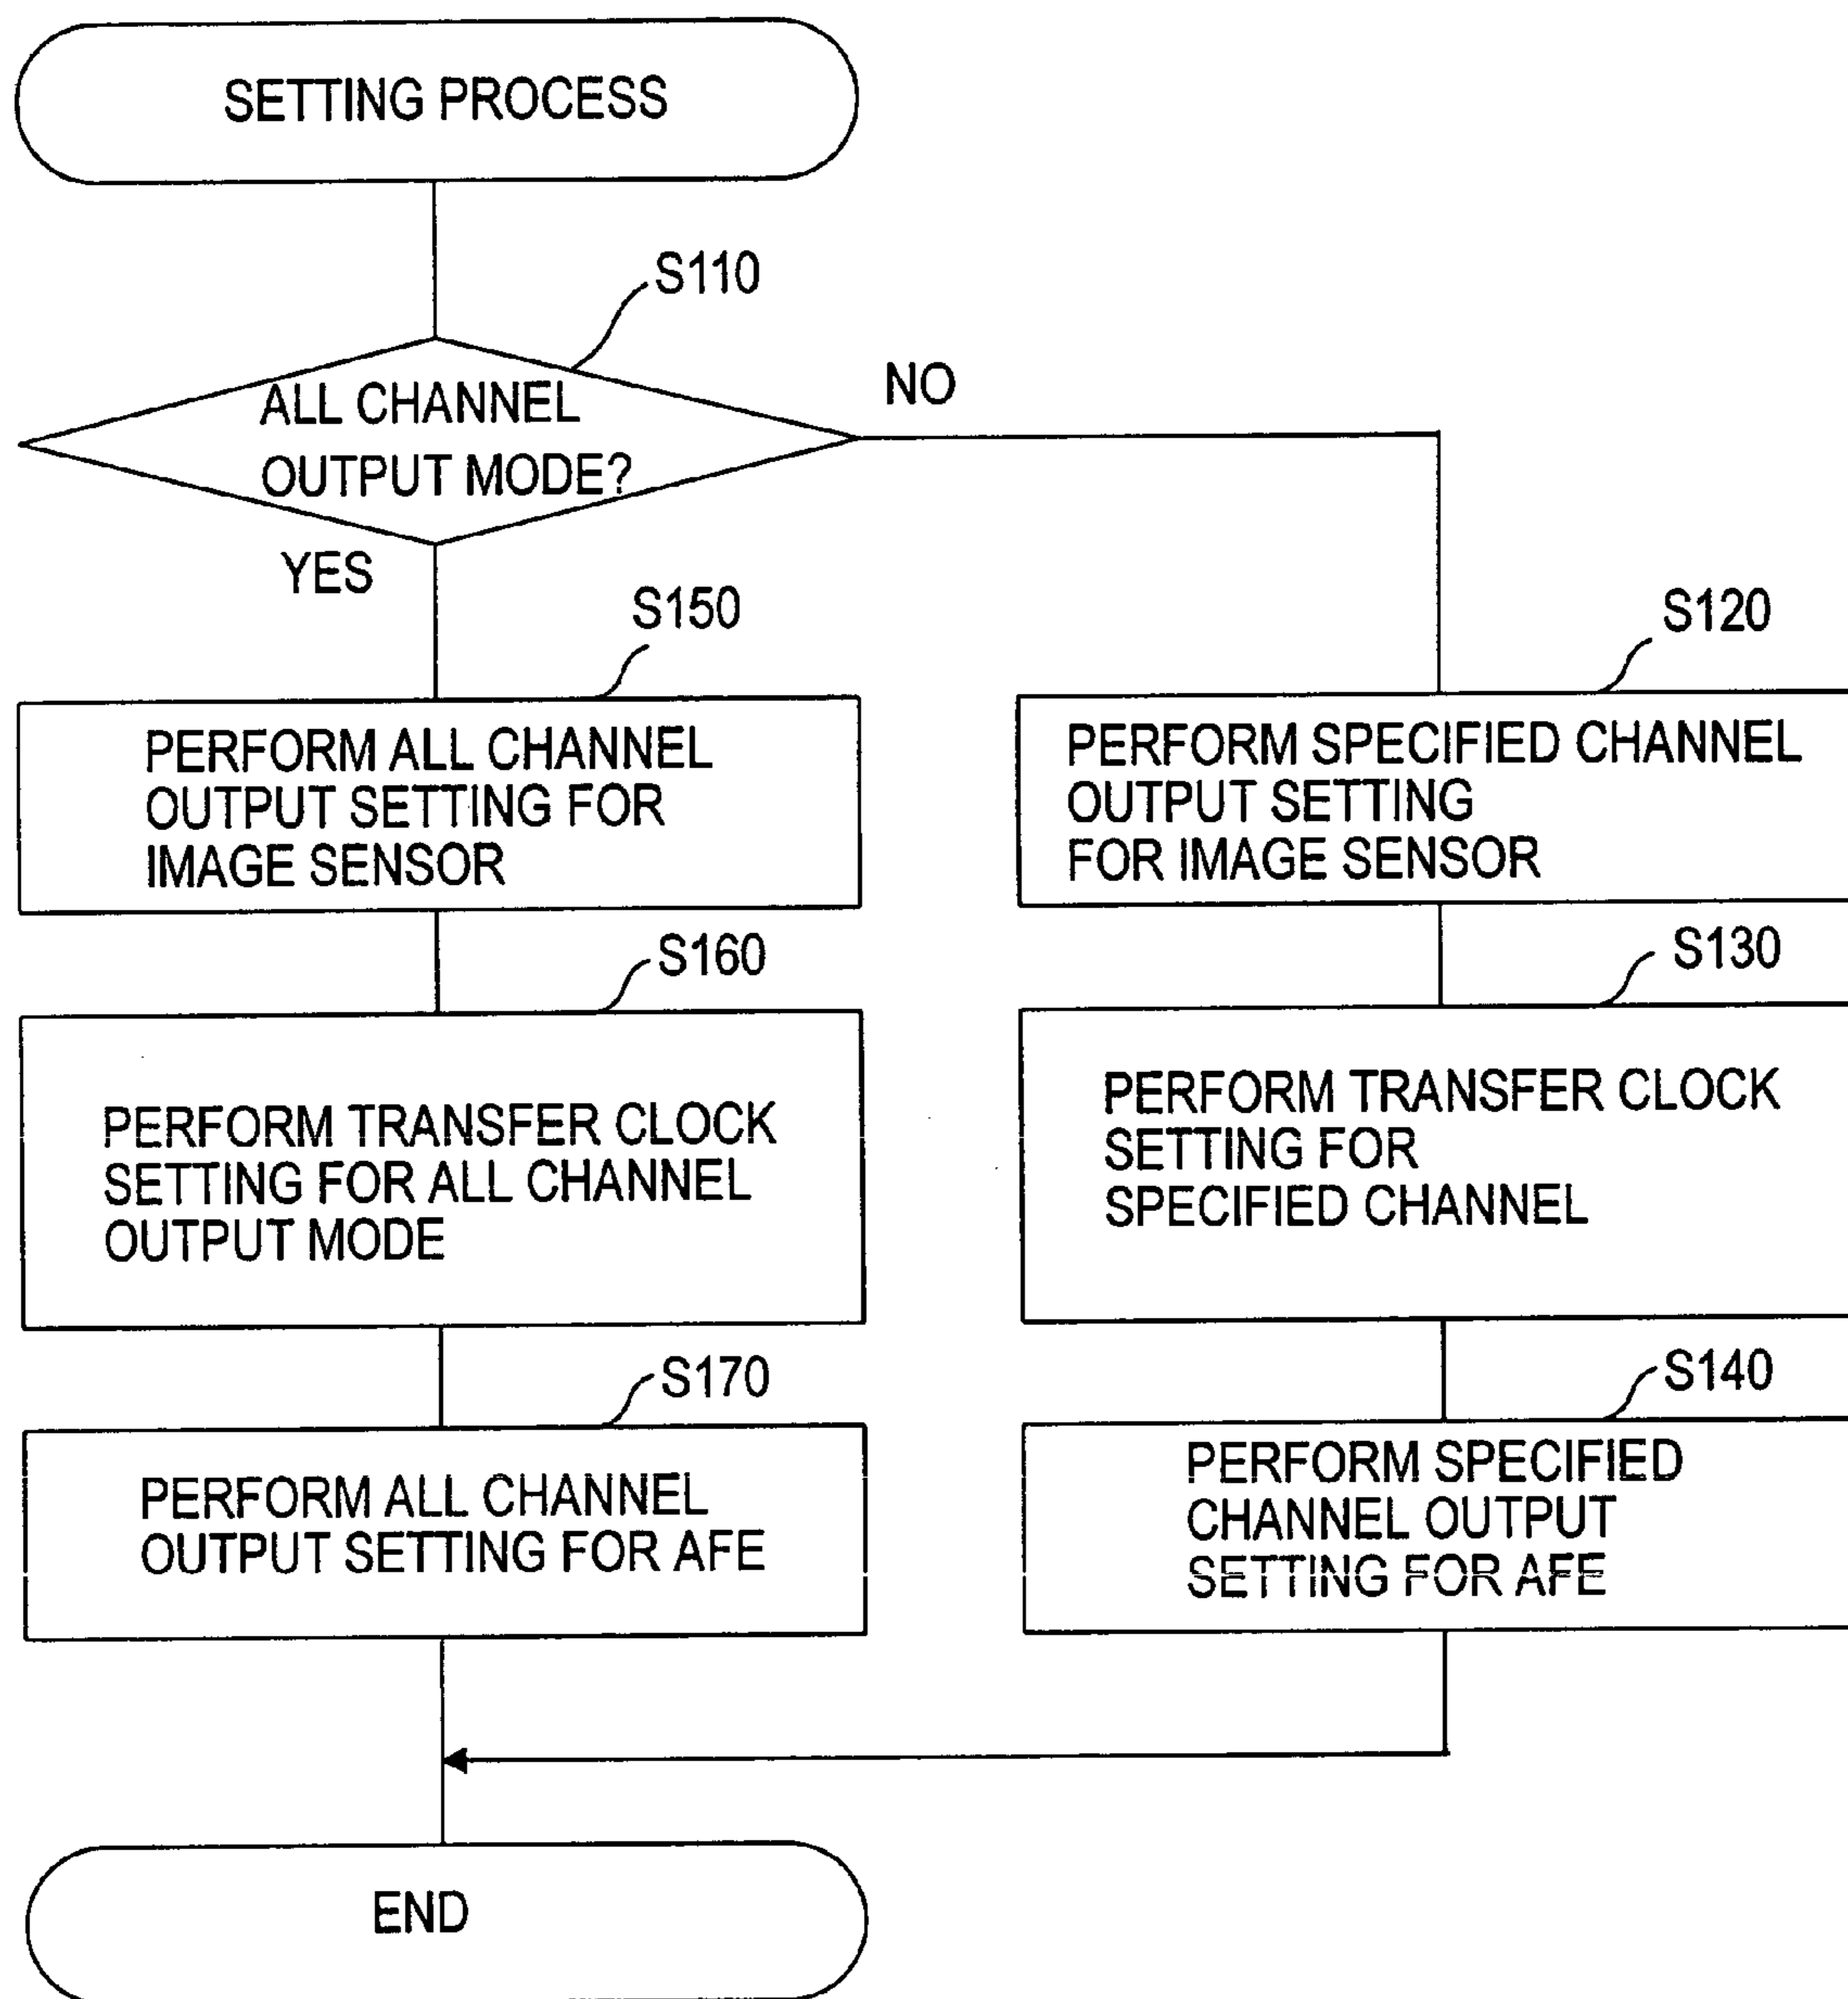 SETTING PROCESS
S110
ALL CHANNEL
OUTPUT MODE?
NO
YES
S150
PERFORM ALL CHANNEL
OUTPUT SETTING FOR
IMAGE SENSOR
S160
PERFORM TRANSFER CLOCK
SETTING FOR ALL CHANNEL
OUTPUT MODE
S170
PERFORM ALL CHANNEL
OUTPUT SETTING FOR AFE
S120
PERFORM SPECIFIED CHANNEL
OUTPUT SETTING
FOR IMAGE SENSOR
S130
PERFORM TRANSFER CLOCK
SETTING FOR
SPECIFIED CHANNEL
S140
PERFORM SPECIFIED
CHANNEL OUTPUT
SETTING FOR AFE
END